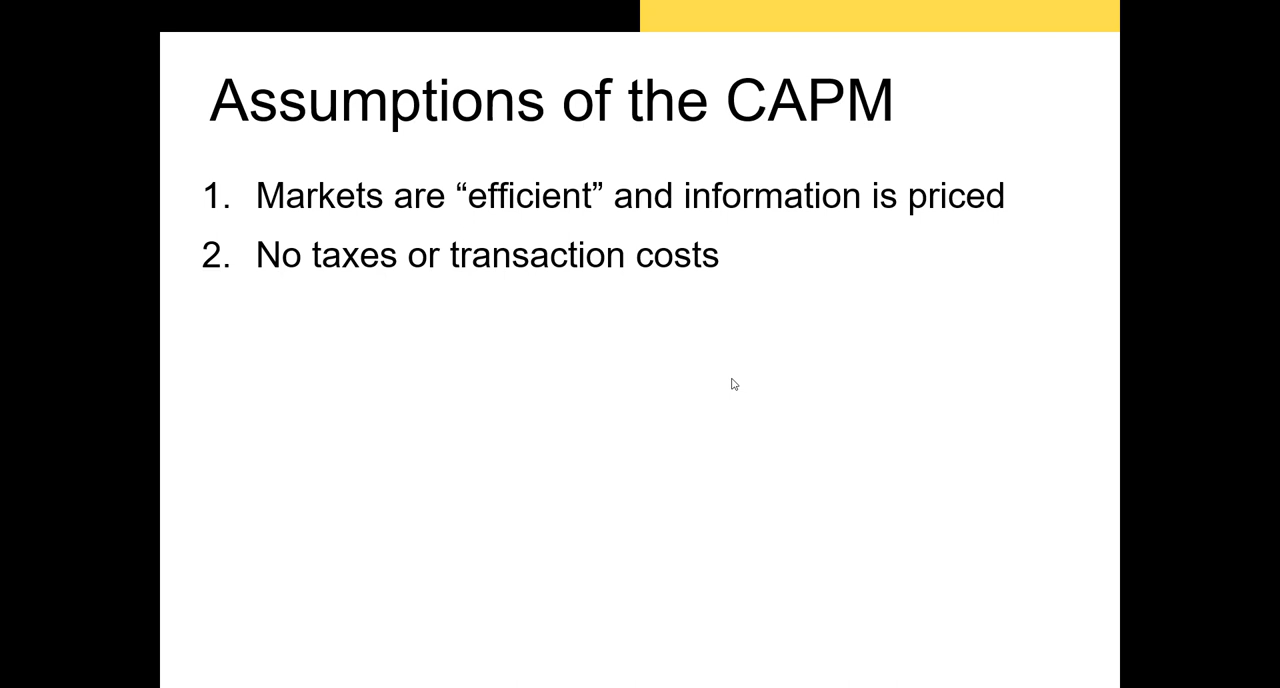 Assumptions of the CAPM
1. Markets are “efficient” and information is priced
2. No taxes or transaction costs